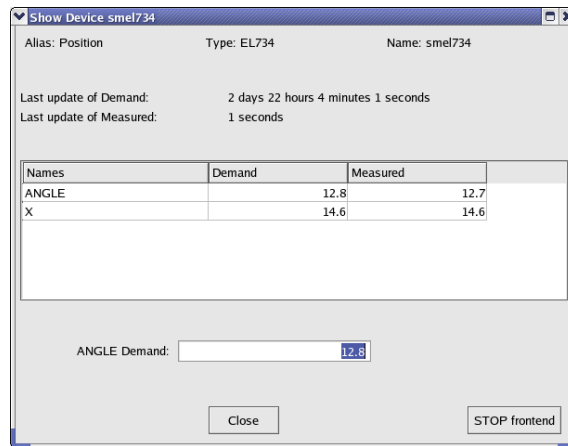 Show Device smel734
Alias: Position Type: EL734 Name: smel734
Last update of Demand: 2 days 22 hours 4 minutes 1 seconds
Last update of Measured: 1 seconds
Names Demand Measured
ANGLE 12.8 12.7
X 14.6 14.6
ANGLE Demand: 12.8
Close STOP frontend